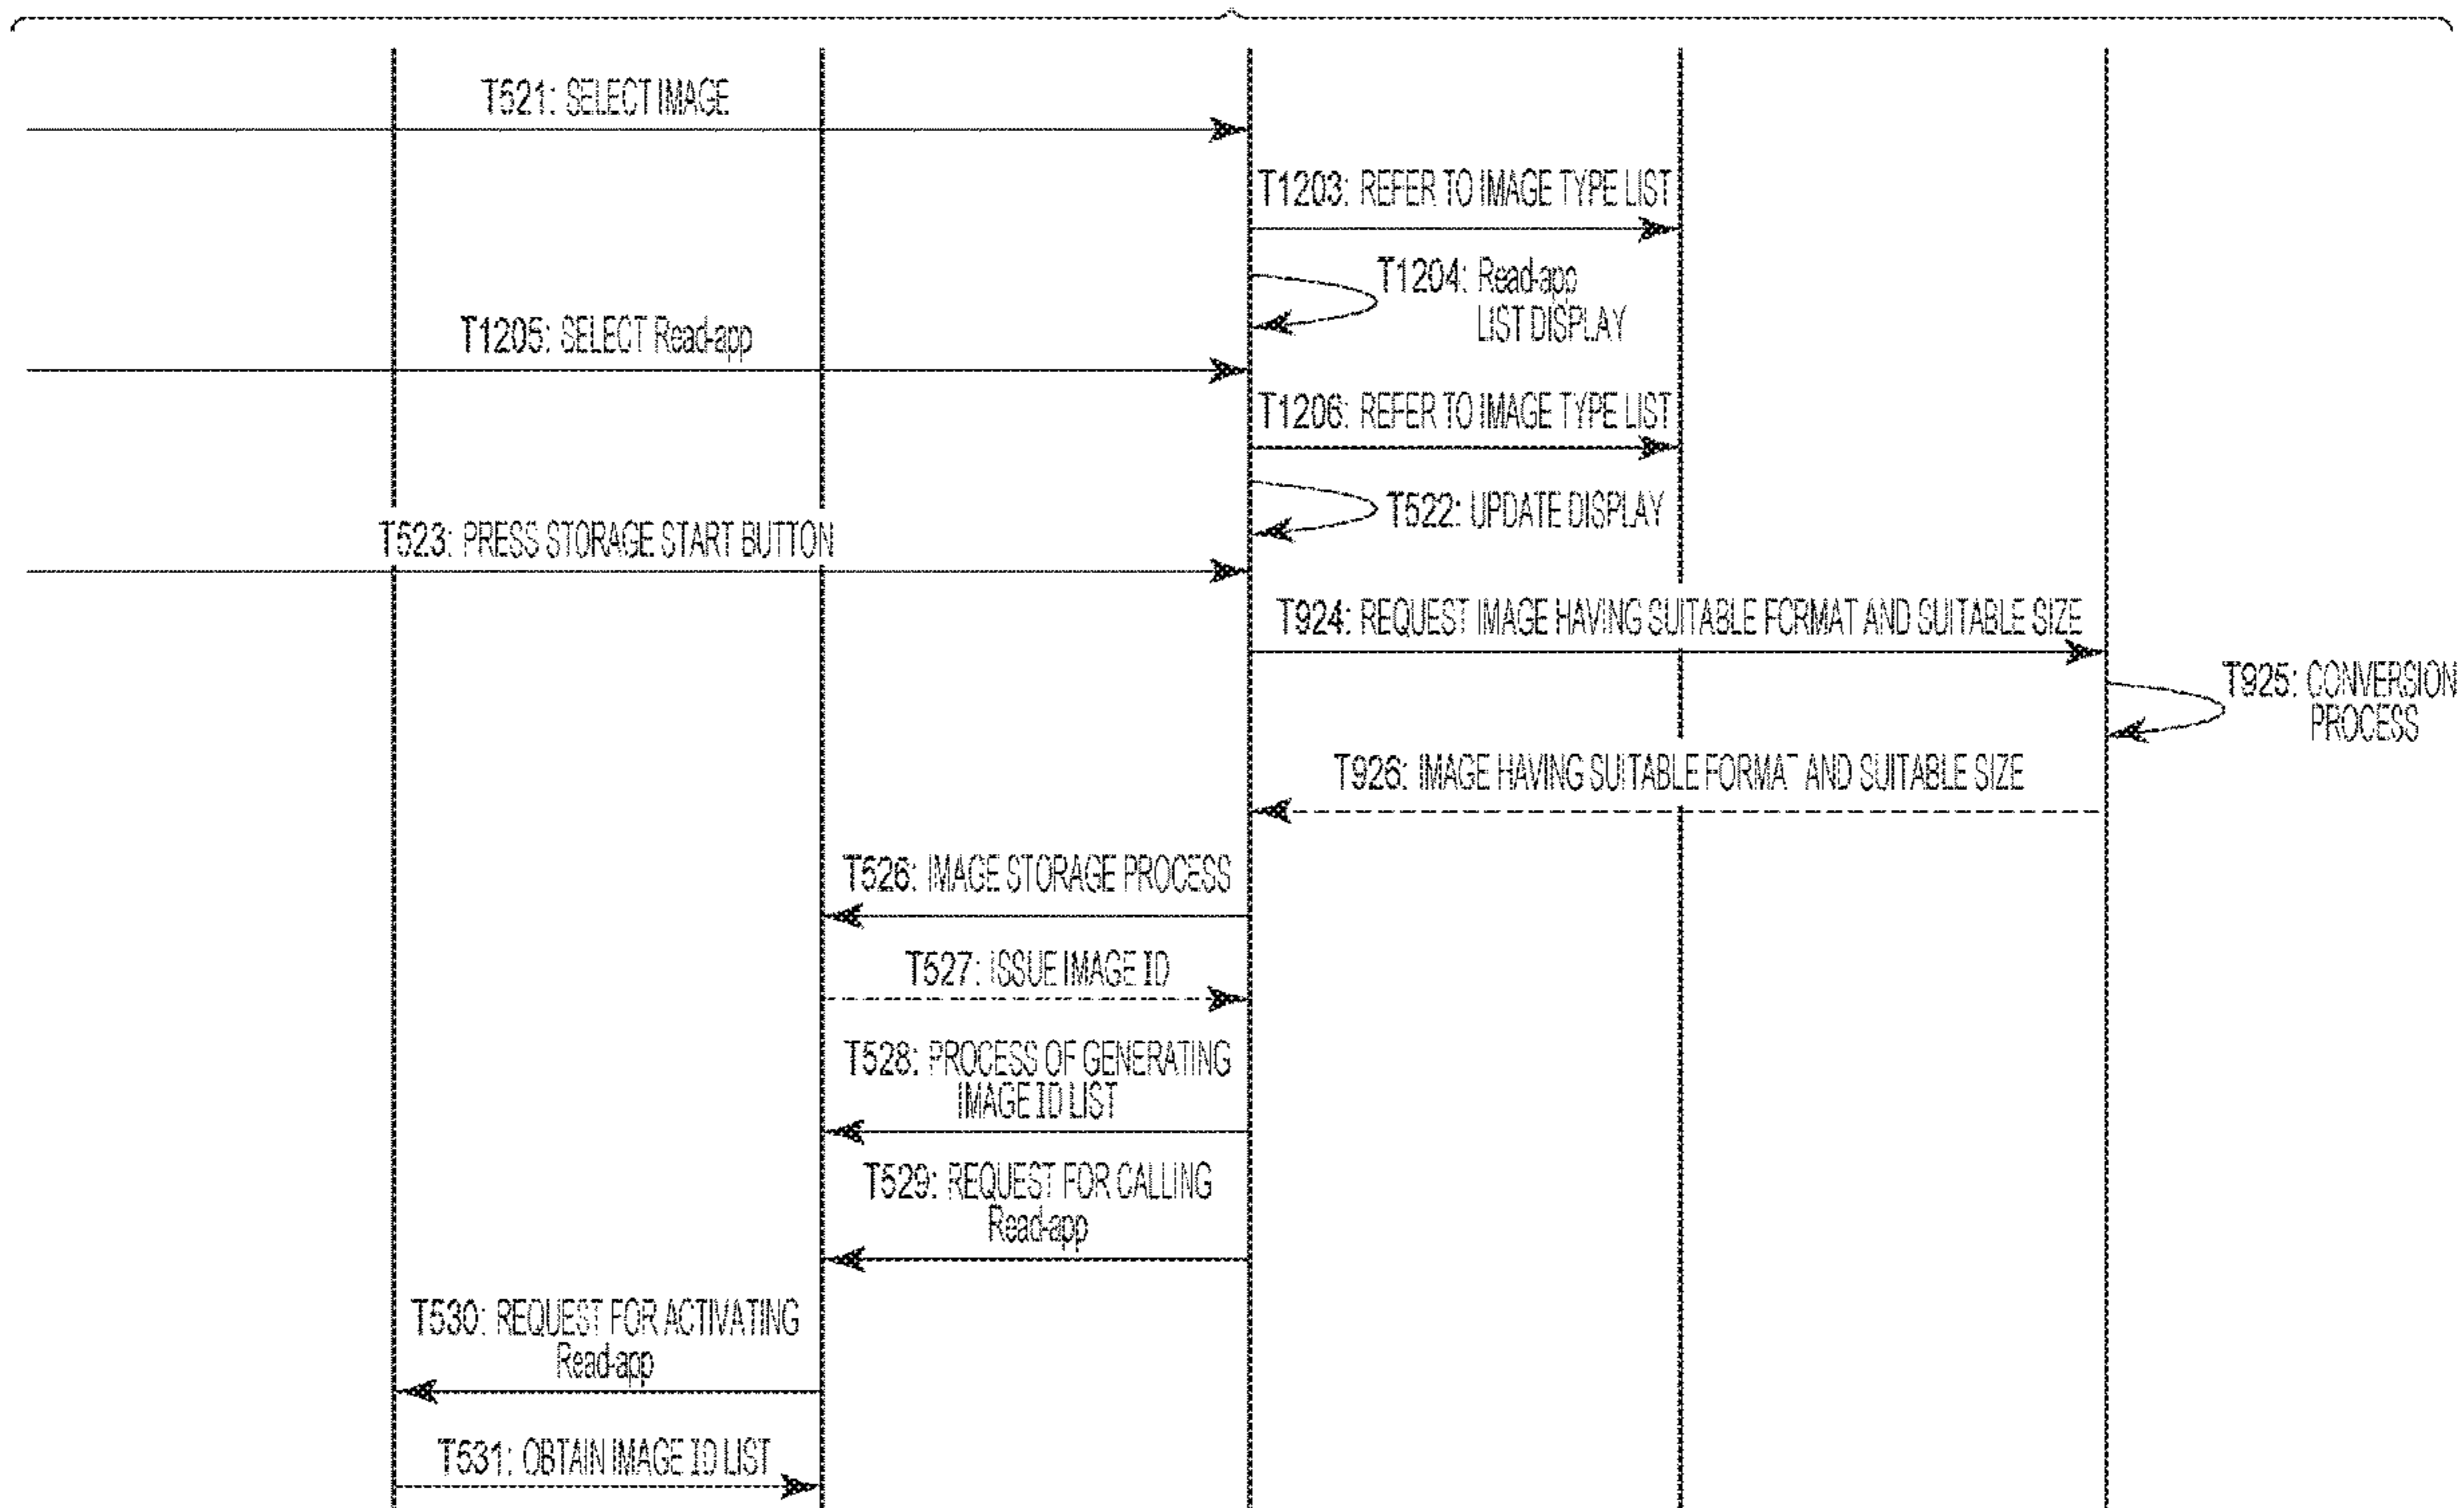 T521: SELECT IMAGE
T1203: REFER TO IMAGE TYPE LIST
T1204: Read-app
LIST DISPLAY
T1205: SELECT Read-app
T1206: REFER TO IMAGE TYPE LIST
T522: UPDATE DISPLAY
T523: PRESS STORAGE START BUTTON
T924: REQUEST IMAGE HAVING SUITABLE FORMAT AND SUITABLE SIZE
T925: CONVERSION
PROCESS
T926: IMAGE HAVING SUITABLE FORMAT AND SUITABLE SIZE
T526: IMAGE STORAGE PROCESS
T527: ISSUE IMAGE ID
T528: PROCESS OF GENERATING
IMAGE ID LIST
T529: REQUEST FOR CALLING
Read-app
T530: REQUEST FOR ACTIVATING
Read-app
T531: OBTAIN IMAGE ID LIST